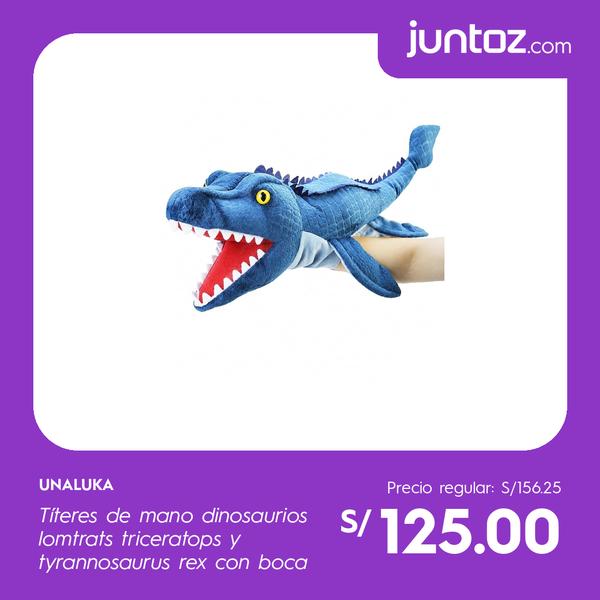 juntoz.com
UNALUKA
Títeres de mano dinosaurios
lomtrats triceratops y
tyrannosaurus rex con boca
Precio regular: S/156.25
S/125.00